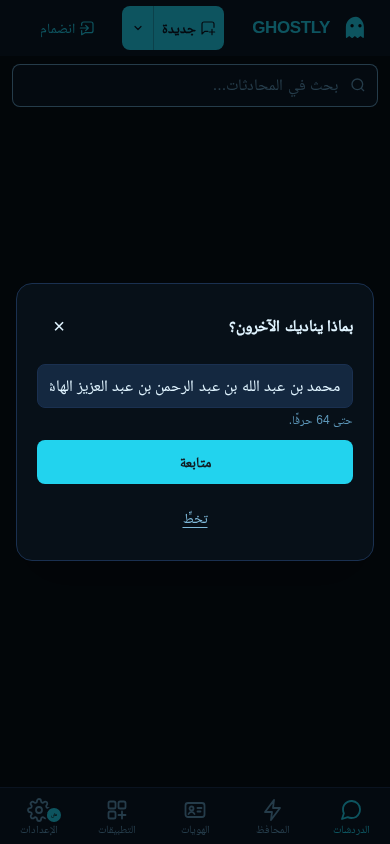 GHOSTLY
جديدة
انضمام
بحث في المحادثات...
بماذا يناديك الآخرون؟
محمد بن عبد الله بن عبد الرحمن بن عبد العزيز الهاش
حتى 64 حرفًا.
متابعة
تخطَّ
الدردشات
المحافظ
الهويات
التطبيقات
الإعدادات